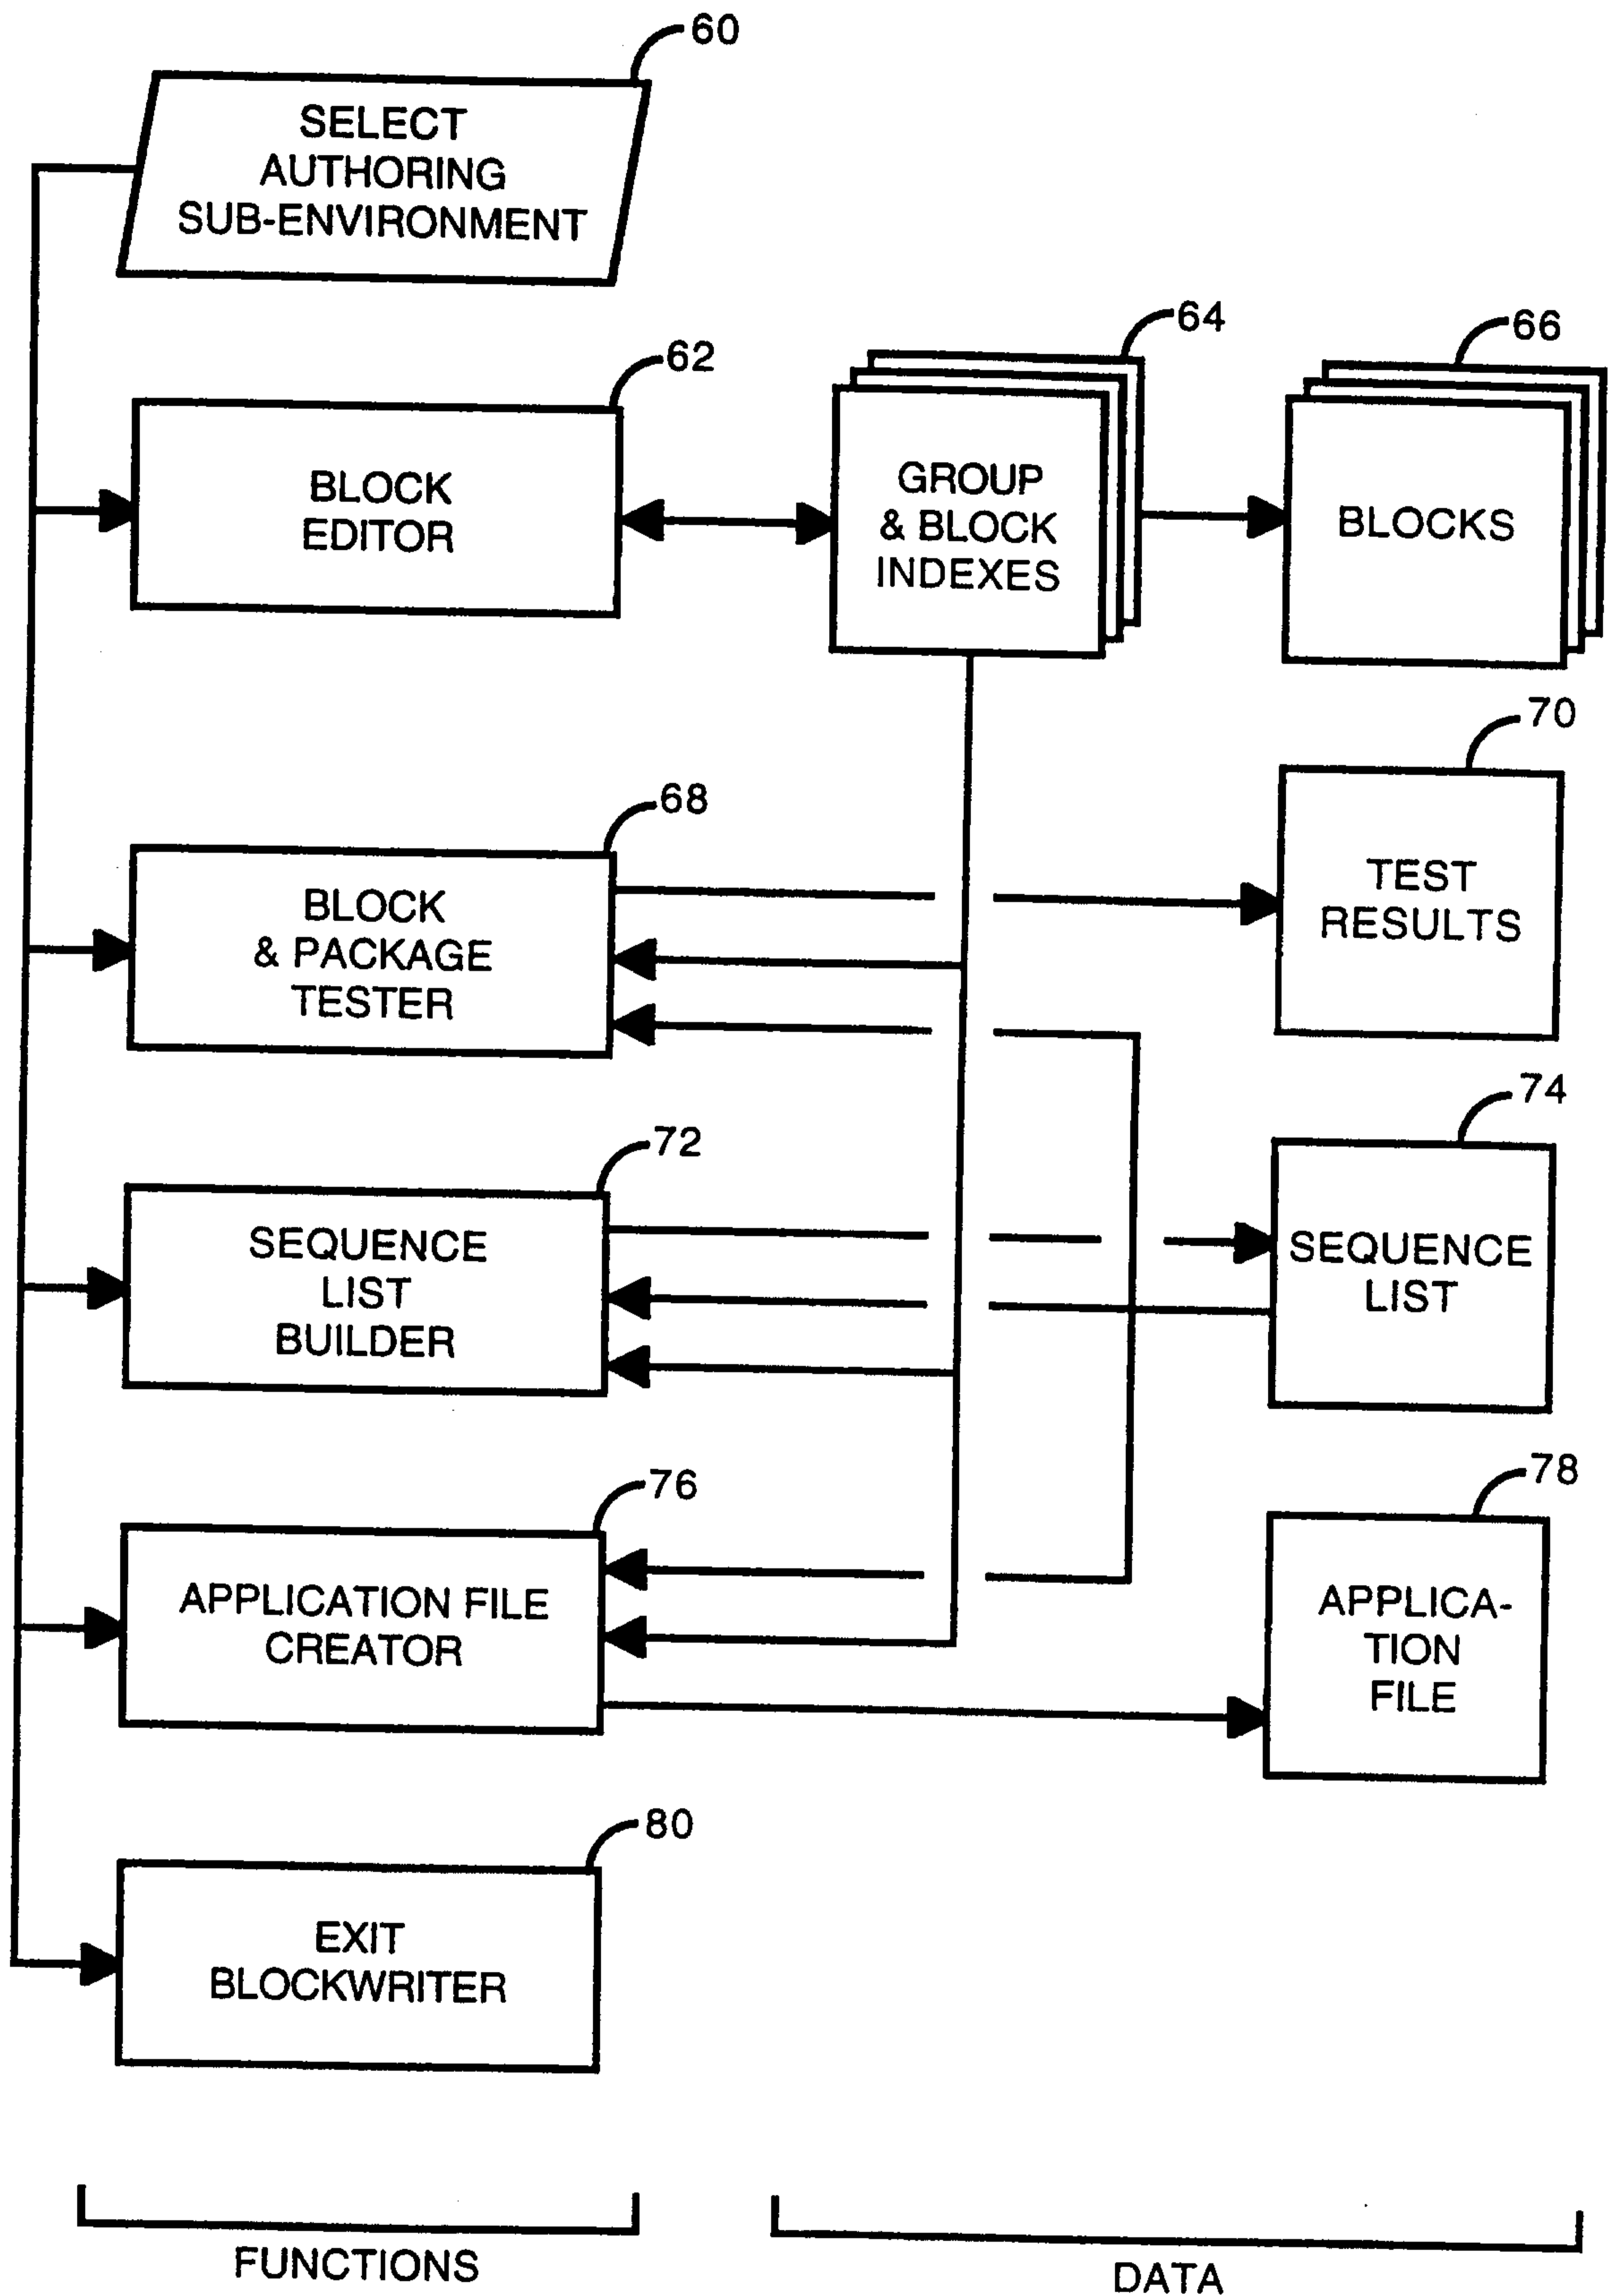 60
SELECT
AUTHORING
SUB-ENVIRONMENT
62
BLOCK
EDITOR
64
GROUP
& BLOCK
INDEXES
66
BLOCKS
68
BLOCK
& PACKAGE
TESTER
70
TEST
RESULTS
72
SEQUENCE
LIST
BUILDER
74
SEQUENCE
LIST
76
APPLICATION FILE
CREATOR
78
APPLICA-
TION
FILE
80
EXIT
BLOCKWRITER
FUNCTIONS
DATA